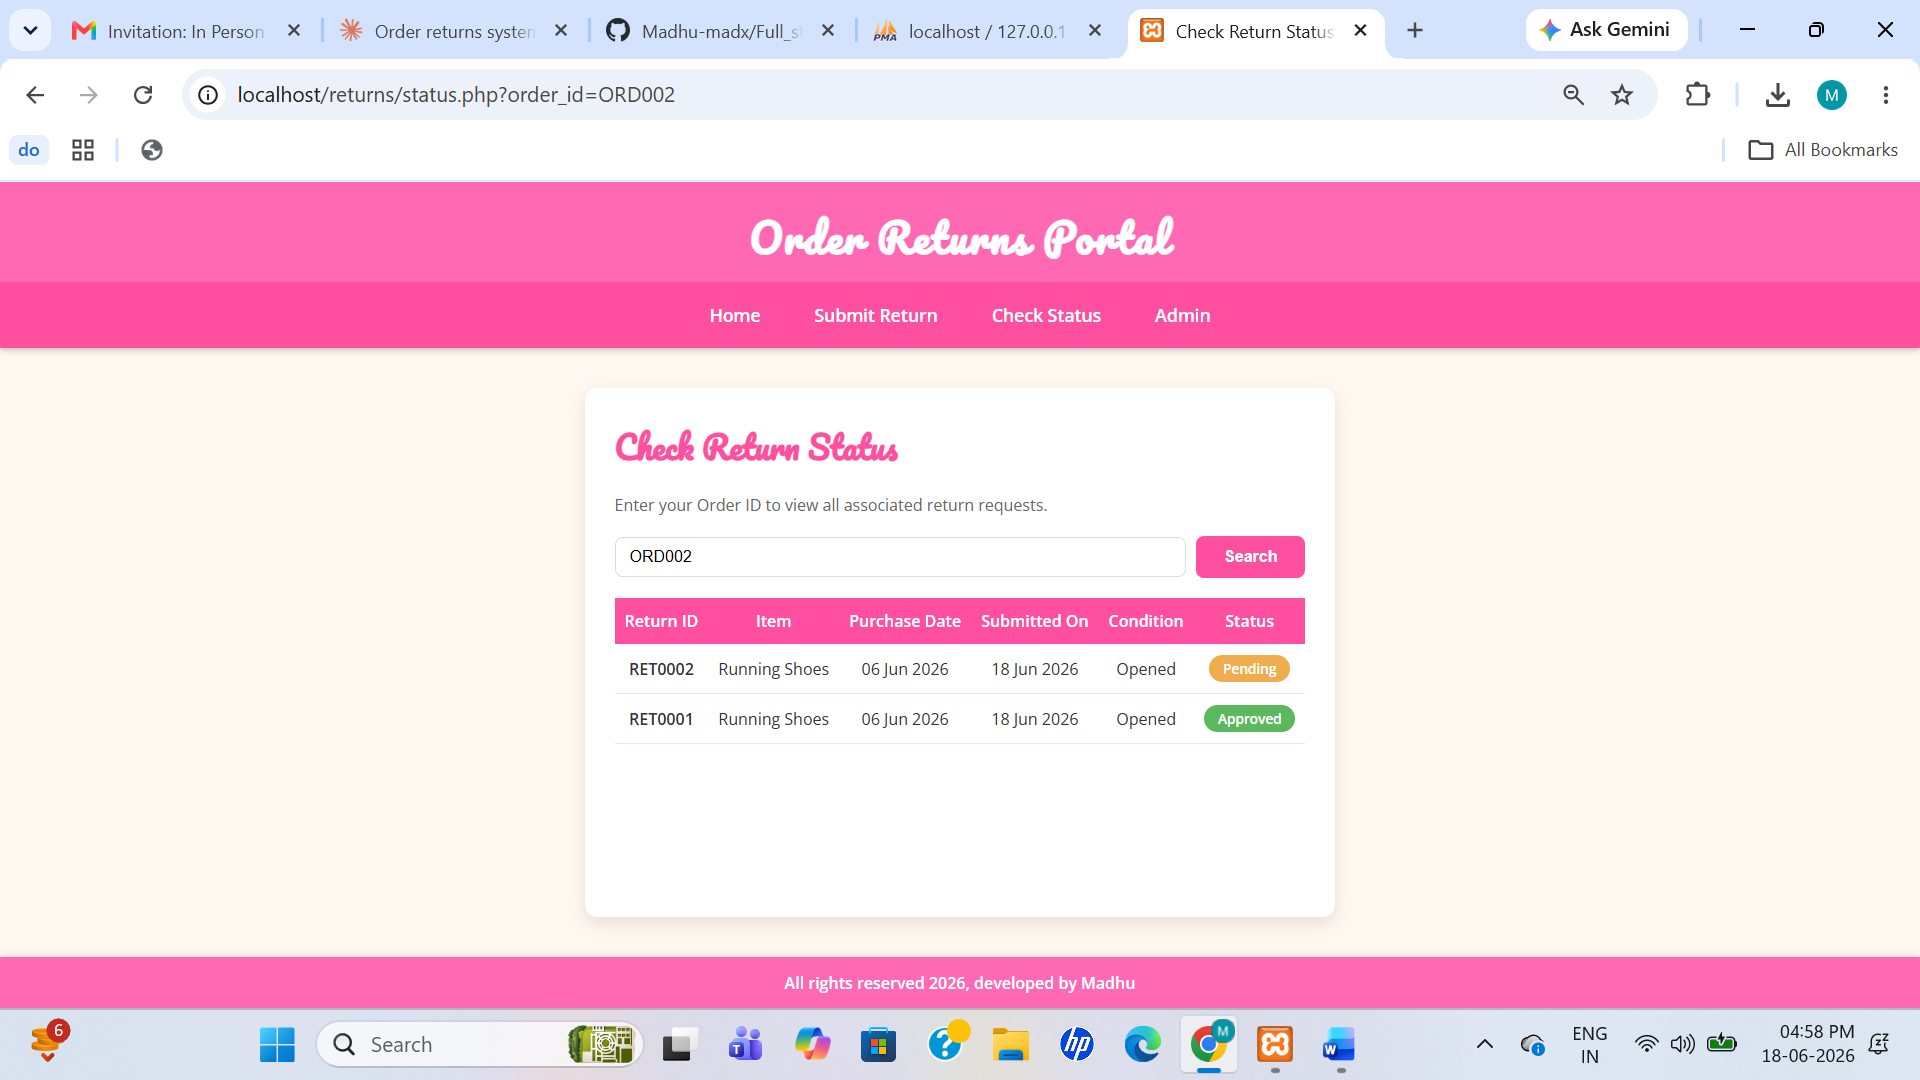 Invitation: In Person
Order returns system
Madhu-madx/Full_st
PMA
localhost / 127.0.0.1
Check Return Status
Ask Gemini
localhost/returns/status.php?order_id=ORD002
M
do
All Bookmarks
Order Returns Portal
Home
Submit Return
Check Status
Admin
Check Return Status
Enter your Order ID to view all associated return requests.
ORD002
Search
Return ID Item Purchase Date Submitted On Condition Status
RET0002 Running Shoes 06 Jun 2026 18 Jun 2026 Opened Pending
RET0001 Running Shoes 06 Jun 2026 18 Jun 2026 Opened Approved
All rights reserved 2026, developed by Madhu
6
Search
T
hp
M
W
ENG
IN
04:58 PM
18-06-2026